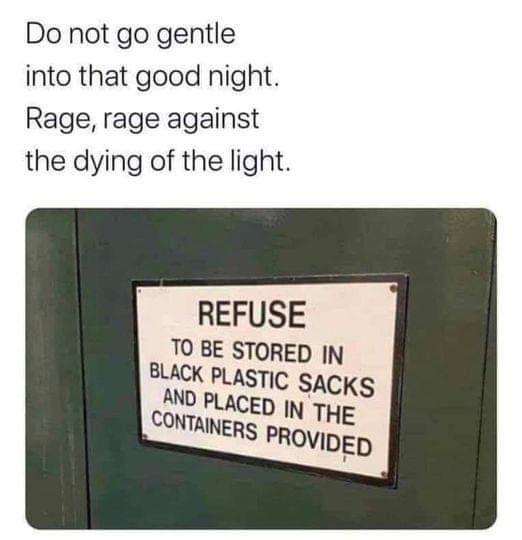 Do not go gentle
into that good night.
Rage, rage against
the dying of the light.
REFUSE
TO BE STORED IN
BLACK PLASTIC SACKS
AND PLACED IN THE
CONTAINERS PROVIDED